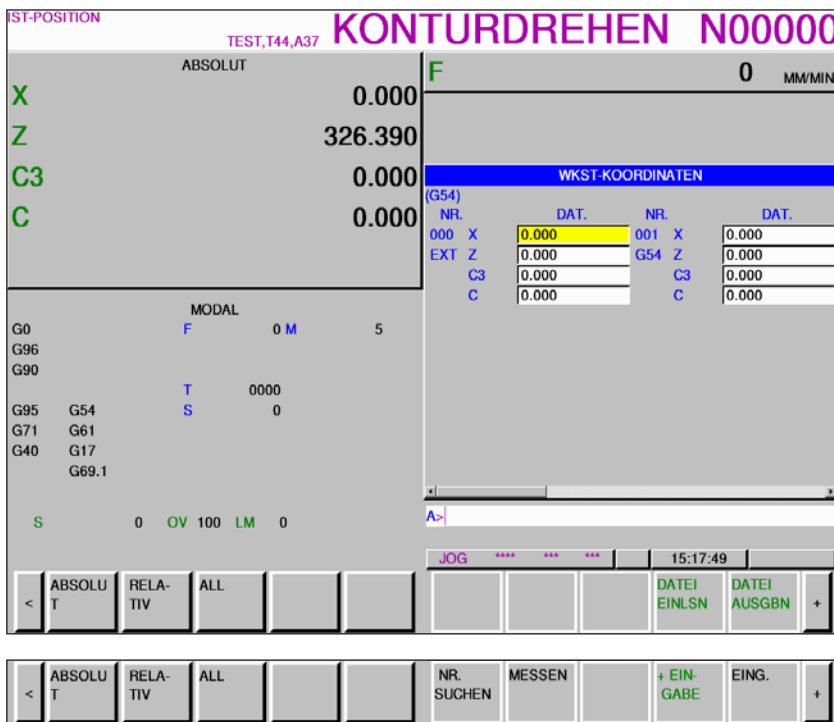 IST-POSITION
TEST,T44,A37 KONTURDREHEN N00000
ABSOLUT
X 0.000
Z 326.390
C3 0.000
C 0.000
F 0 MM/MIN
WKST-KOORDINATEN
(G54)
NR. DAT. NR. DAT.
000 X 0.000 001 X 0.000
EXT Z 0.000 G54 Z 0.000
C3 0.000 C3 0.000
C 0.000 C 0.000
MODAL
G0 F 0 M 5
G96
G90
T 0000
G95 G54 S 0
G71 G61
G40 G17
G69.1
S 0 OV 100 LM 0
A>
JOG **** *** *** 15:17:49
< ABSOLU RELA- ALL DATEI DATEI +
T TIV EINLSN AUSGBN
< ABSOLU RELA- ALL NR. MESSEN + EIN- EING. +
T TIV SUCHEN GABE